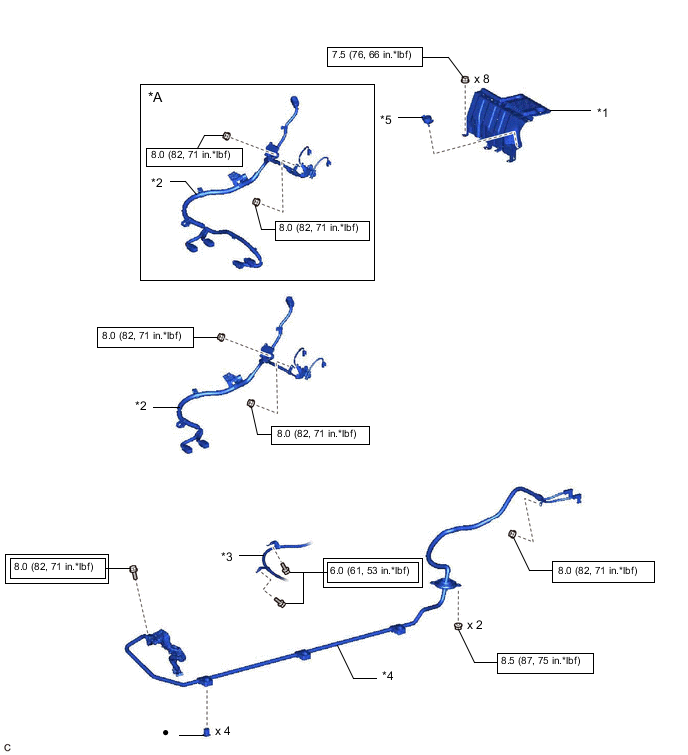 7.5 (76, 66 in.*lbf)
x 8
*1
*5
*A
8.0 (82, 71 in.*lbf)
*2
8.0 (82, 71 in.*lbf)
8.0 (82, 71 in.*lbf)
*2
8.0 (82, 71 in.*lbf)
*3
8.0 (82, 71 in.*lbf)
6.0 (61, 53 in.*lbf)
8.0 (82, 71 in.*lbf)
x 2
8.5 (87, 75 in.*lbf)
*4
● x 4
C